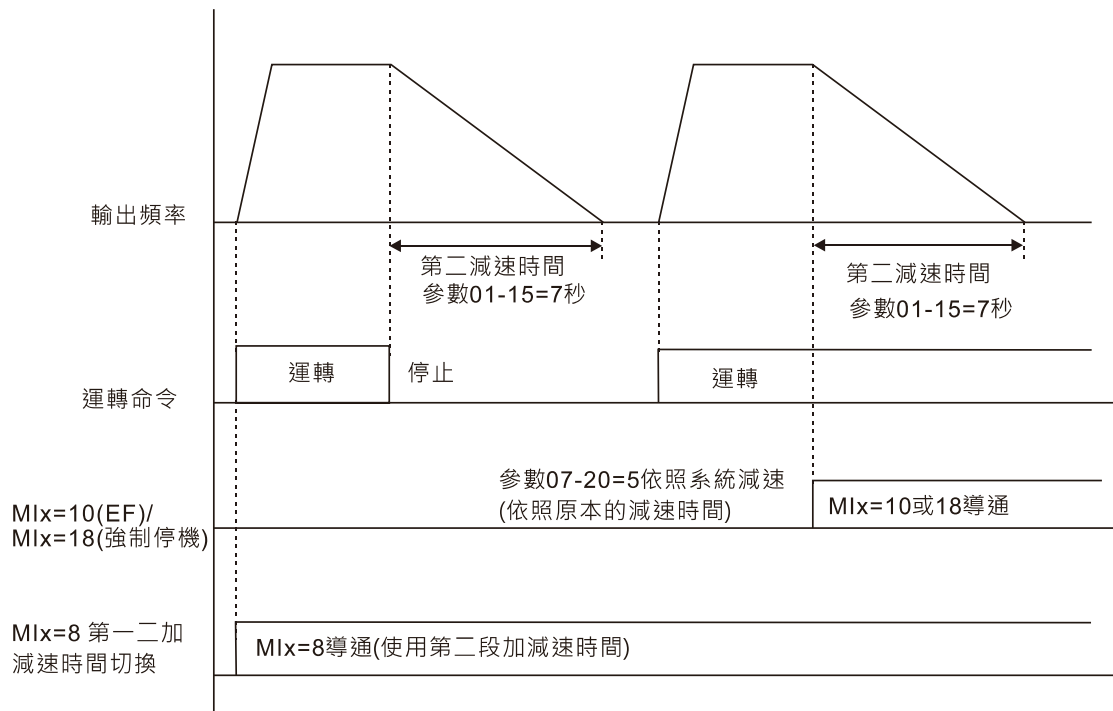 輸出頻率
第二減速時間
參數01-15=7秒
第二減速時間
參數01-15=7秒
運轉
停止
運轉
運轉命令
參數07-20=5依照系統減速
(依照原本的減速時間)
MIx=10或18導通
MIx=10(EF)/
MIx=18(強制停機)
MIx=8 第一二加
減速時間切換
MIx=8導通(使用第二段加減速時間)